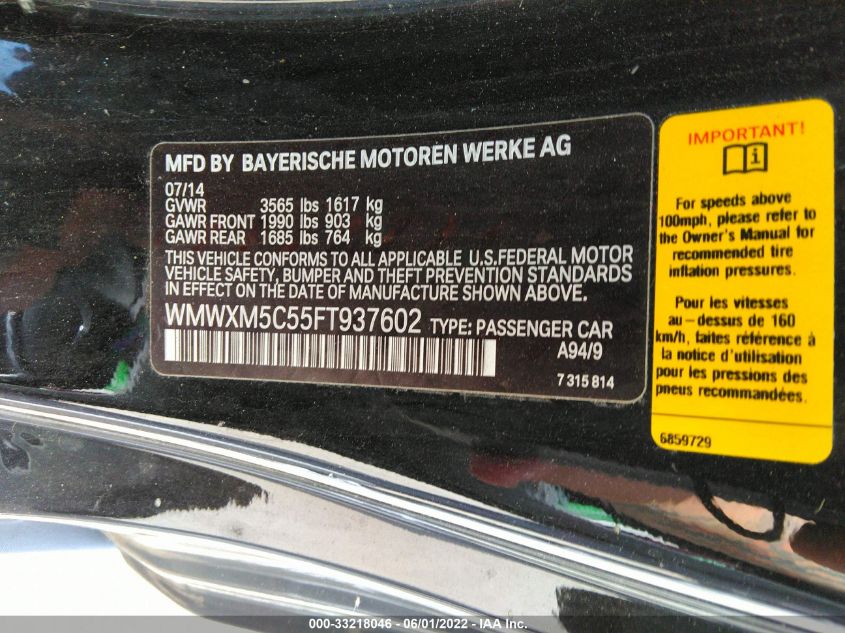 MFD BY BAYERISCHE MOTOREN WERKE AG
07/14
GVWR 3565 lbs 1617 kg
GAWR FRONT 1990 lbs 903 kg
GAWR REAR 1685 lbs 764 kg
THIS VEHICLE CONFORMS TO ALL APPLICABLE U.S.FEDERAL MOTOR
VEHICLE SAFETY, BUMPER AND THEFT PREVENTION STANDARDS
IN EFFECT ON THE DATE OF MANUFACTURE SHOWN ABOVE.
WMWXM5C55FT937602 TYPE: PASSENGER CAR
A94/9
7 315 814
IMPORTANT!
For speeds above
100mph, please refer to
the Owner's Manual for
recommended tire
inflation pressures.
Pour les vitesses
au-dessus de 160
km/h, faites référence à
la notice d'utilisation
pour les pressions des
pneus recommandées.
6859729
000-33218046 - 06/01/2022 - IAA Inc.